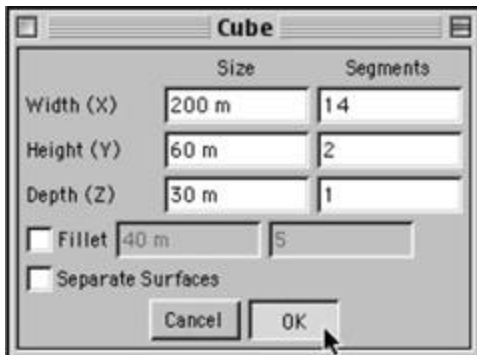 Cube
Size Segments
Width (X) 200 m 14
Height (Y) 60 m 2
Depth (Z) 30 m 1
Fillet 40 m 5
Separate Surfaces
Cancel OK